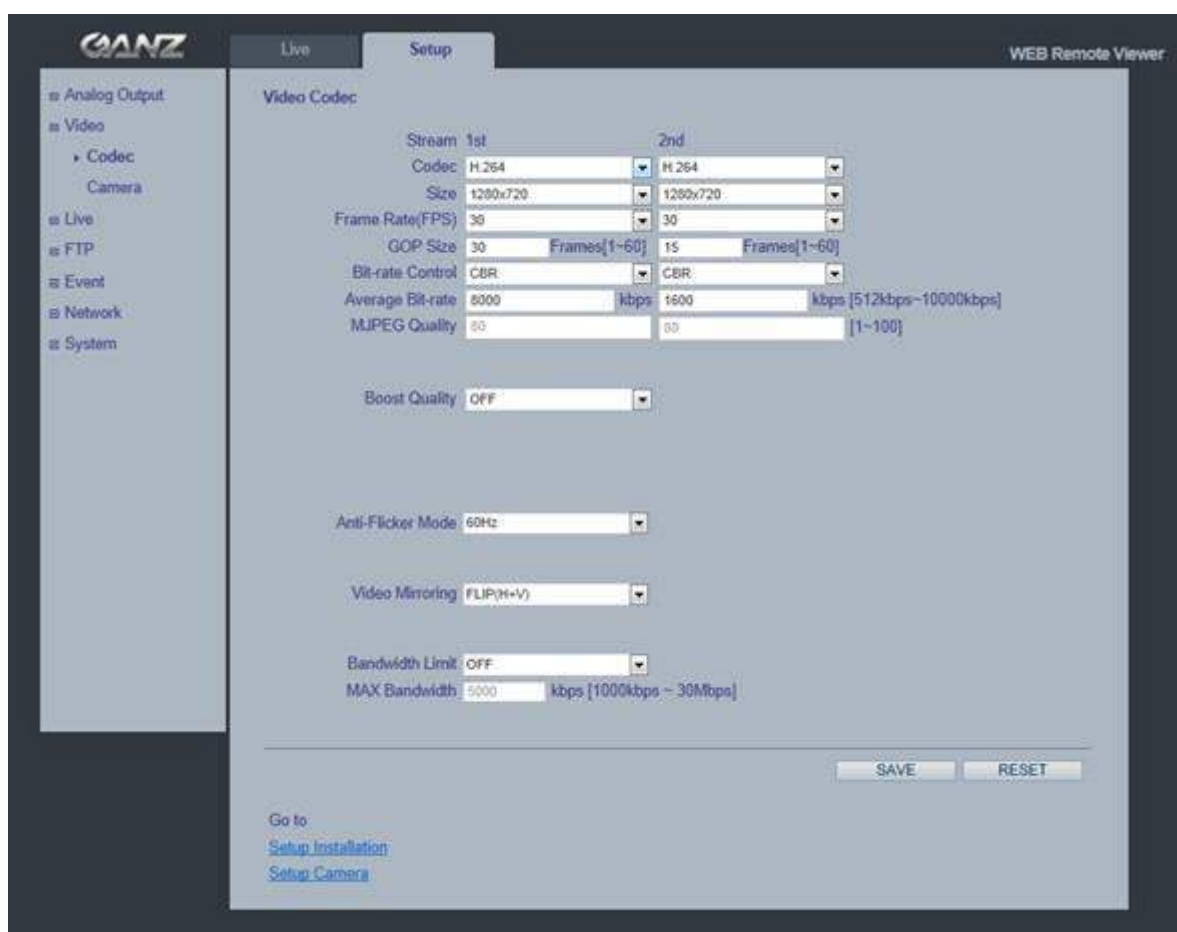 GANZ
Live
Setup
WEB Remote Viewer
Analog Output
Video
Codec
Camera
Live
FTP
Event
Network
System
Video Codec
Stream 1st 2nd
Codec H.264 H.264
Size 1280x720 1280x720
Frame Rate(FPS) 30 30
GOP Size 30 Frames[1~60] 15 Frames[1~60]
Bit-rate Control CBR CBR
Average Bit-rate 8000 kbps 1600 kbps [512kbps~10000kbps]
MJPEG Quality 80 80 [1~100]
Boost Quality OFF
Anti-Flicker Mode 60Hz
Video Mirroring FLIP(H+V)
Bandwidth Limit OFF
MAX Bandwidth 5000 kbps [1000kbps ~ 30Mbps]
SAVE RESET
Go to
Setup Installation
Setup Camera